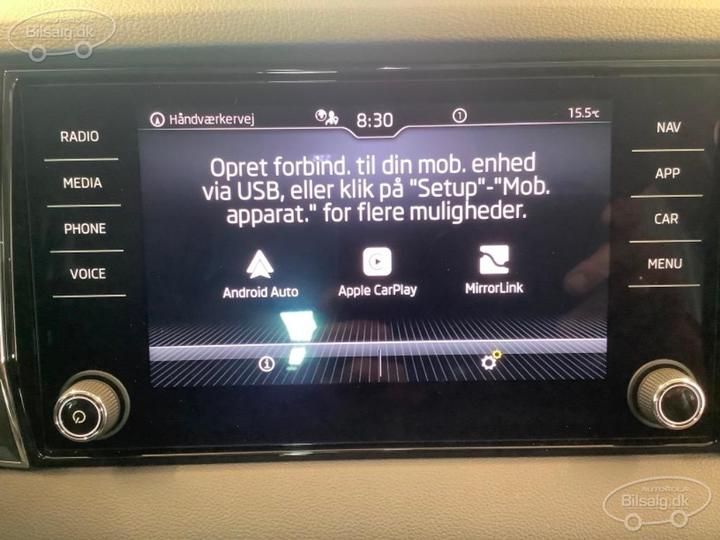 Bilsalg.dk
Håndværkervej
8:30
1
15.5°C
RADIO
MEDIA
PHONE
VOICE
NAV
APP
CAR
MENU
Opret forbind. til din mob. enhed
via USB, eller klik på "Setup"-"Mob.
apparat." for flere muligheder.
Android Auto
Apple CarPlay
MirrorLink
i
AUTOROLA
Bilsalg.dk